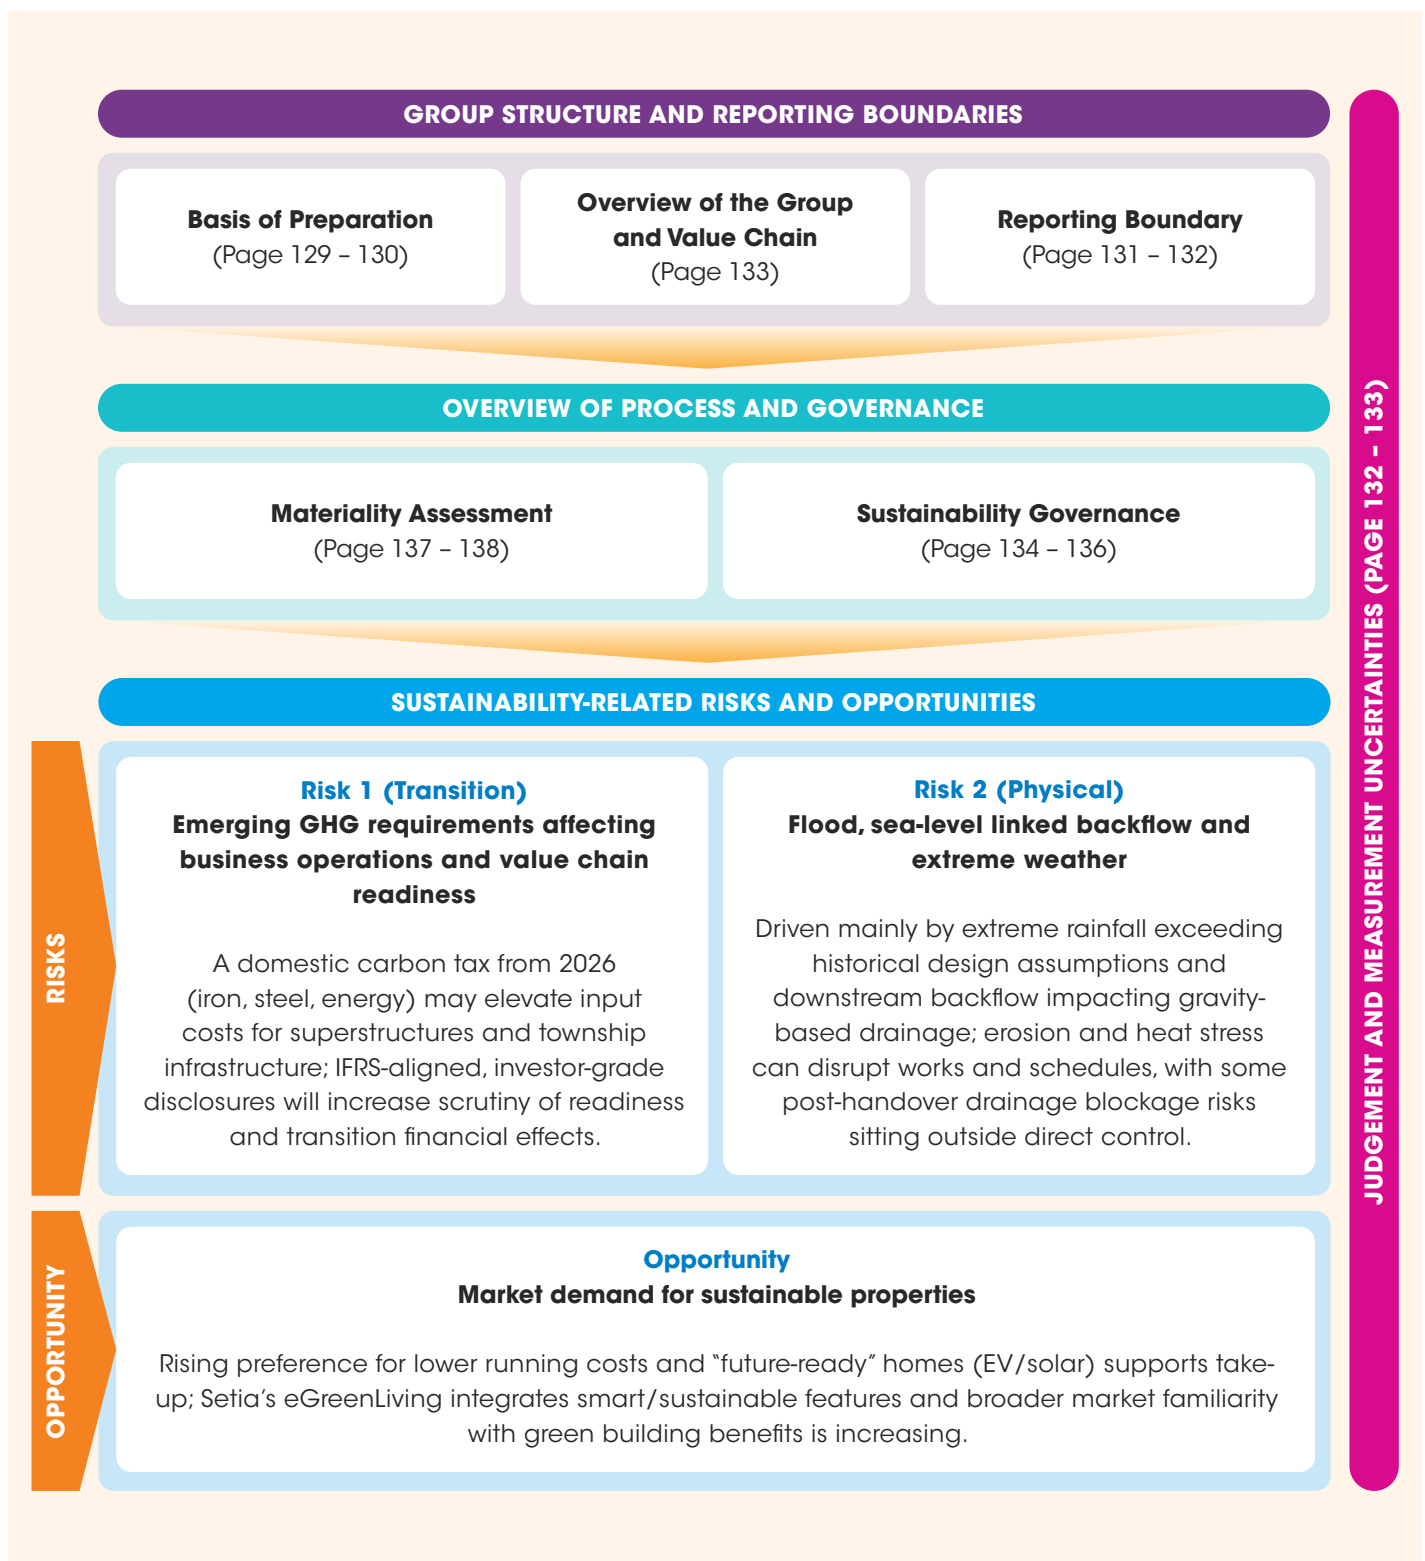 GROUP STRUCTURE AND REPORTING BOUNDARIES
Basis of Preparation
(Page 129 – 130)
Overview of the Group
and Value Chain
(Page 133)
Reporting Boundary
(Page 131 – 132)
OVERVIEW OF PROCESS AND GOVERNANCE
Materiality Assessment
(Page 137 – 138)
Sustainability Governance
(Page 134 – 136)
SUSTAINABILITY-RELATED RISKS AND OPPORTUNITIES
RISKS
Risk 1 (Transition)
Emerging GHG requirements affecting
business operations and value chain
readiness
A domestic carbon tax from 2026
(iron, steel, energy) may elevate input
costs for superstructures and township
infrastructure; IFRS-aligned, investor-grade
disclosures will increase scrutiny of readiness
and transition financial effects.
Risk 2 (Physical)
Flood, sea-level linked backflow and
extreme weather
Driven mainly by extreme rainfall exceeding
historical design assumptions and
downstream backflow impacting gravity-
based drainage; erosion and heat stress
can disrupt works and schedules, with some
post-handover drainage blockage risks
sitting outside direct control.
OPPORTUNITY
Opportunity
Market demand for sustainable properties
Rising preference for lower running costs and “future-ready” homes (EV/solar) supports take-
up; Setia’s eGreenLiving integrates smart/sustainable features and broader market familiarity
with green building benefits is increasing.
JUDGEMENT AND MEASUREMENT UNCERTAINTIES (PAGE 132 – 133)